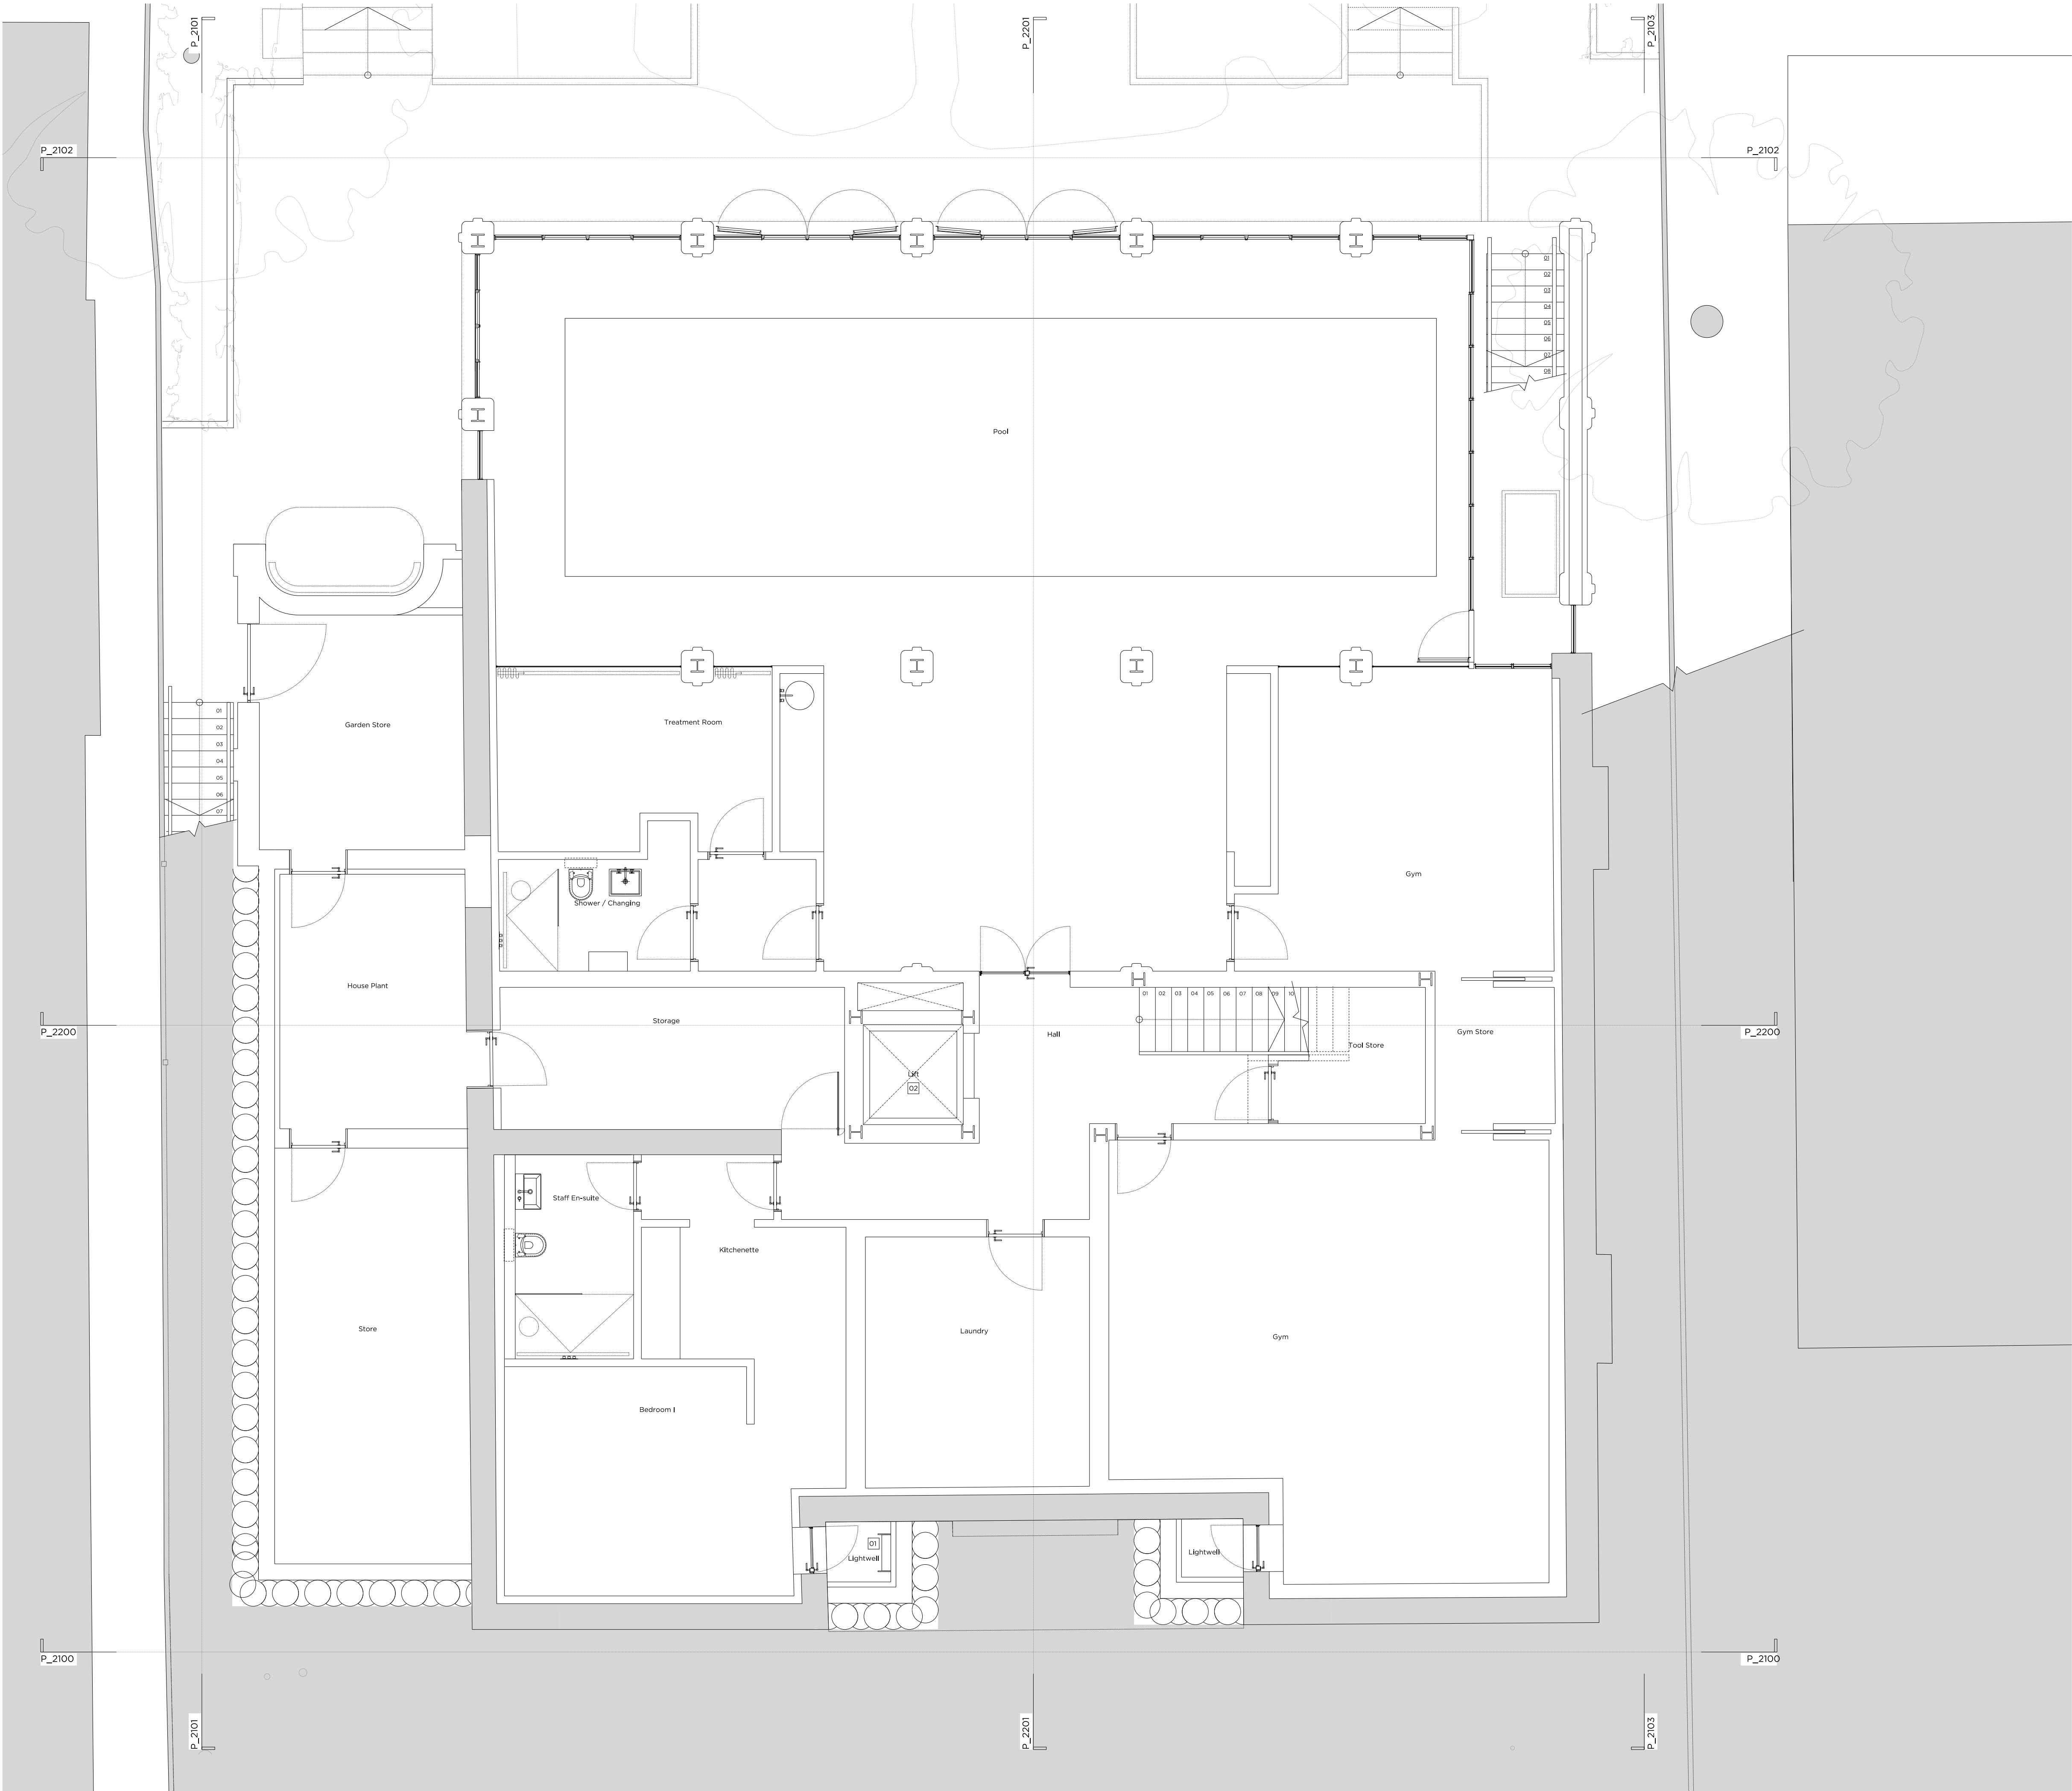 P_2101
P_2201
P_2103
P_2102
P_2102
01
02
03
04
05
06
07
08
Pool
01
02
03
04
05
06
07
Garden Store
Treatment Room
Gym
Shower / Changing
House Plant
01 02 03 04 05 06 07 08 09 10
Storage
Hall
P_2200
Gym Store
P_2200
Tool Store
Lift
02
Staff En-suite
Kitchenette
Store
Laundry
Gym
Bedroom 1
01
Lightwell
Lightwell
P_2100
P_2100
P_2101
P_2201
P_2103